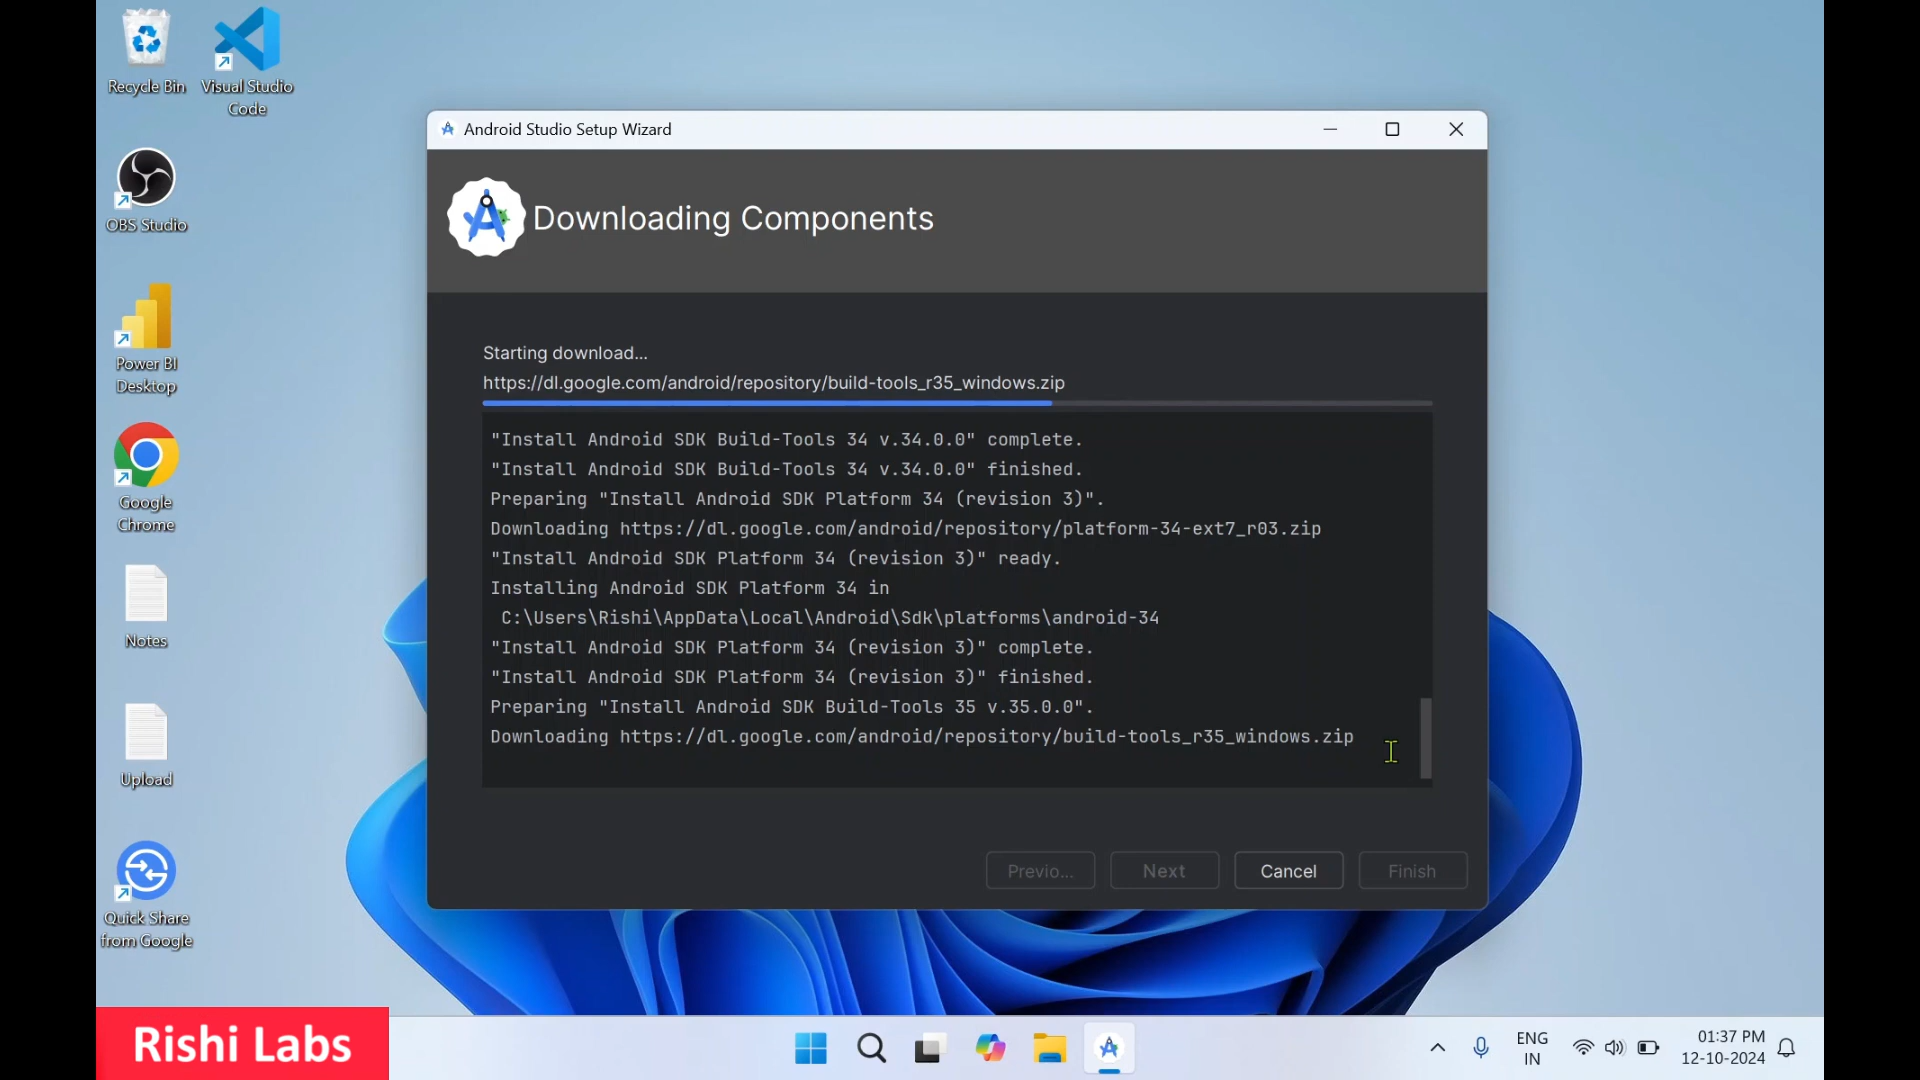 Recycle Bin
Visual Studio
Code
OBS Studio
Power BI
Desktop
Google
Chrome
Notes
Upload
Quick Share
from Google
Android Studio Setup Wizard
Downloading Components
Starting download...
https://dl.google.com/android/repository/build-tools_r35_windows.zip
"Install Android SDK Build-Tools 34 v.34.0.0" complete.
"Install Android SDK Build-Tools 34 v.34.0.0" finished.
Preparing "Install Android SDK Platform 34 (revision 3)".
Downloading https://dl.google.com/android/repository/platform-34-ext7_r03.zip
"Install Android SDK Platform 34 (revision 3)" ready.
Installing Android SDK Platform 34 in
C:\Users\Rishi\AppData\Local\Android\Sdk\platforms\android-34
"Install Android SDK Platform 34 (revision 3)" complete.
"Install Android SDK Platform 34 (revision 3)" finished.
Preparing "Install Android SDK Build-Tools 35 v.35.0.0".
Downloading https://dl.google.com/android/repository/build-tools_r35_windows.zip
Previo...
Next
Cancel
Finish
Rishi Labs
ENG
IN
01:37 PM
12-10-2024